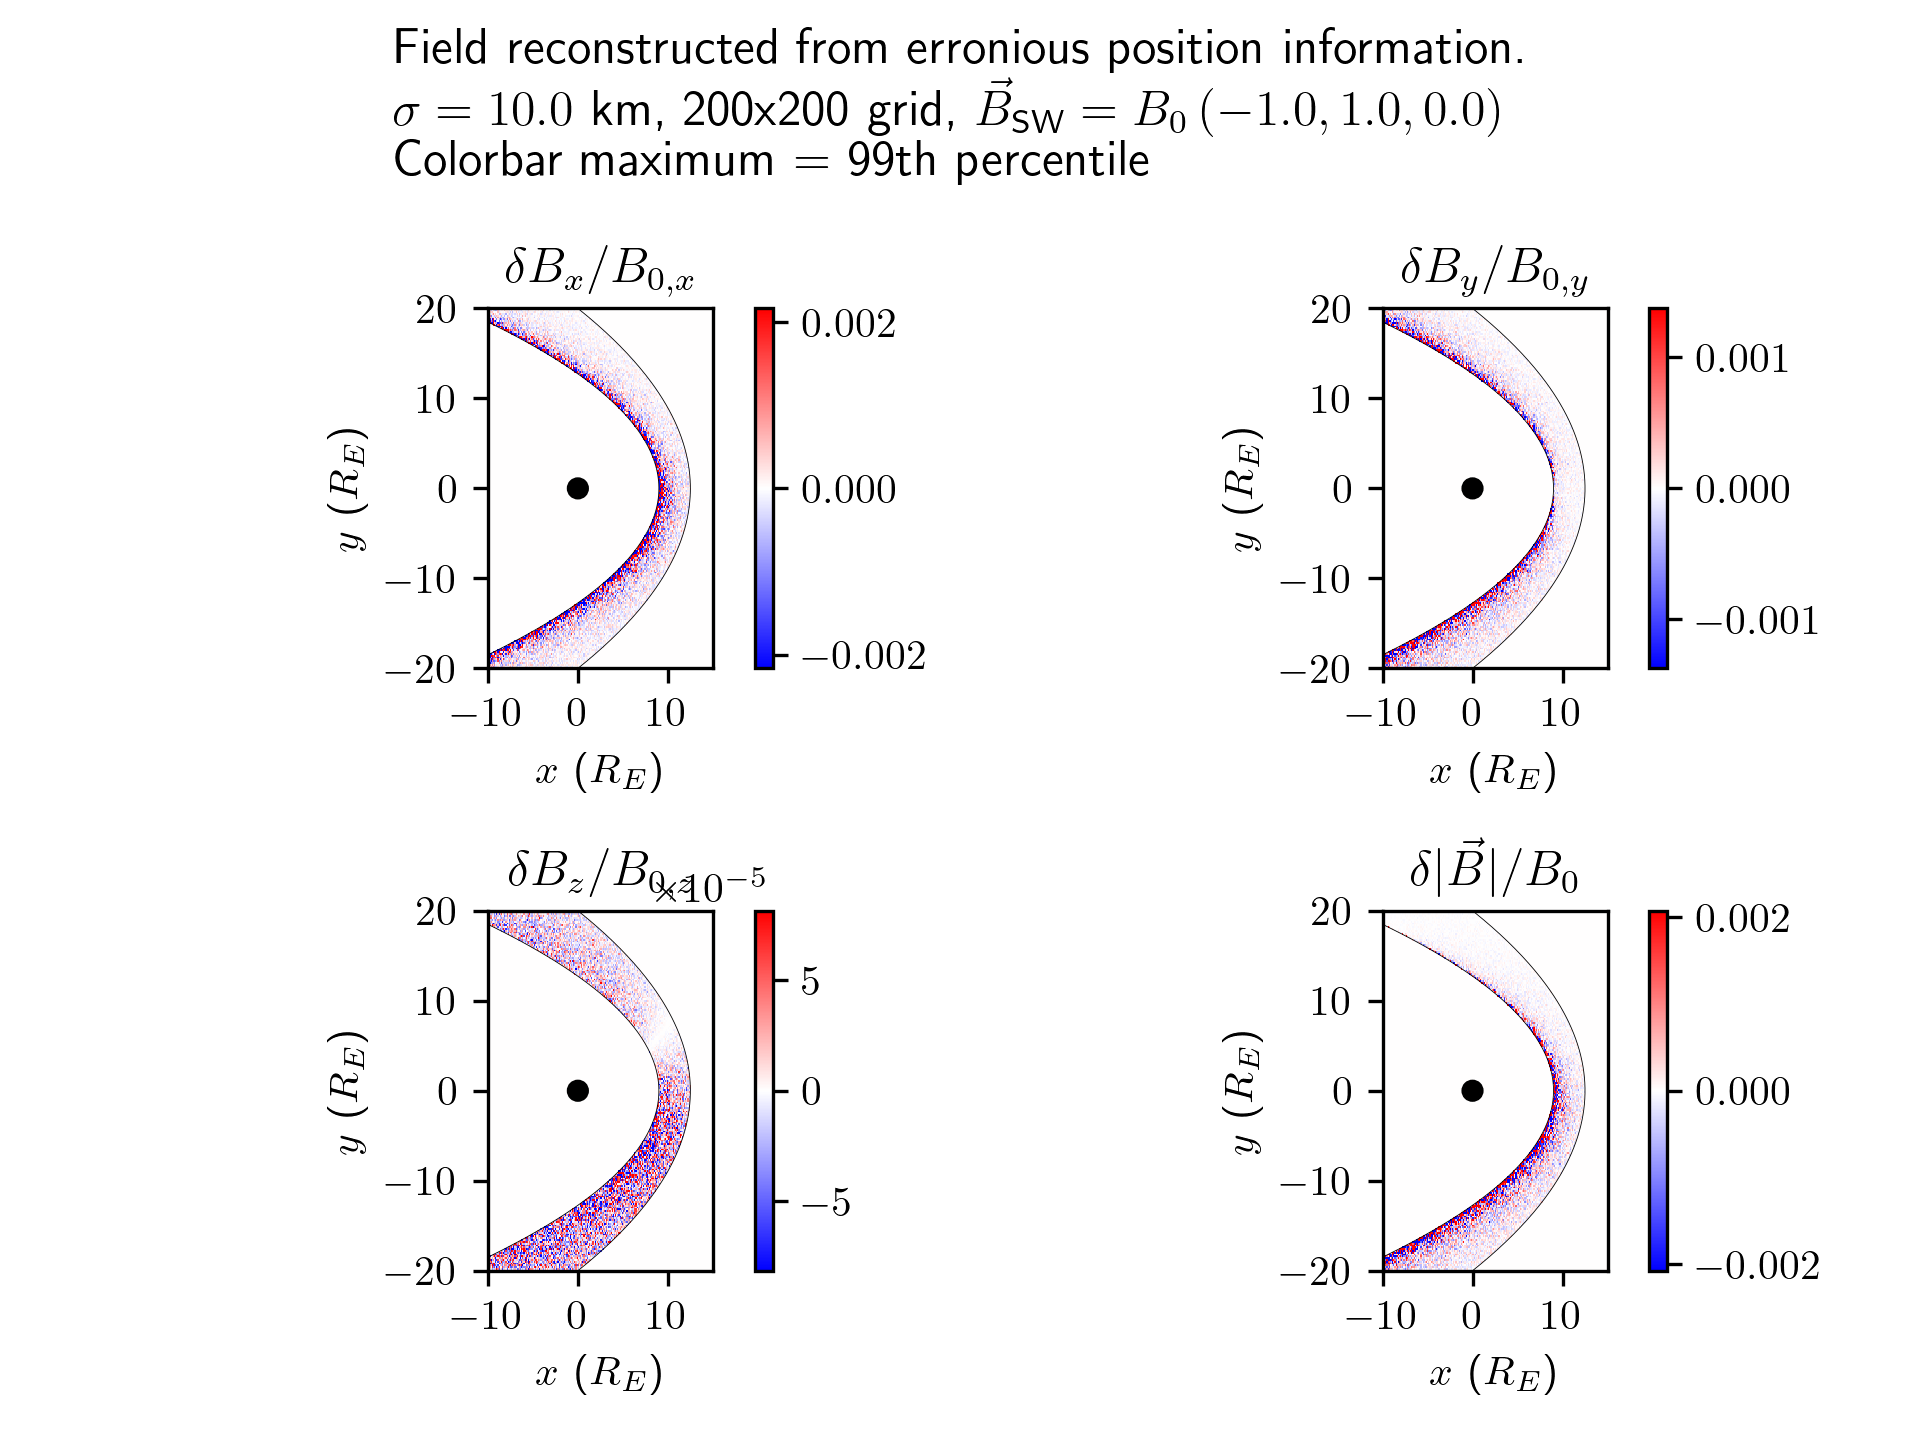 Field reconstructed from erronious position information.
σ = 10.0 km, 200x200 grid, B⃗_SW = B₀ (−1.0, 1.0, 0.0)
Colorbar maximum = 99th percentile
δB_x/B_{0,x}
20
10
0
−10
−20
y (R_E)
−10 0 10
x (R_E)
0.002
0.000
−0.002
δB_y/B_{0,y}
20
10
0
−10
−20
y (R_E)
−10 0 10
x (R_E)
0.001
0.000
−0.001
δB_z/B_{0,z}
×10⁻⁵
20
10
0
−10
−20
y (R_E)
−10 0 10
x (R_E)
5
0
−5
δ|B⃗|/B₀
20
10
0
−10
−20
y (R_E)
−10 0 10
x (R_E)
0.002
0.000
−0.002